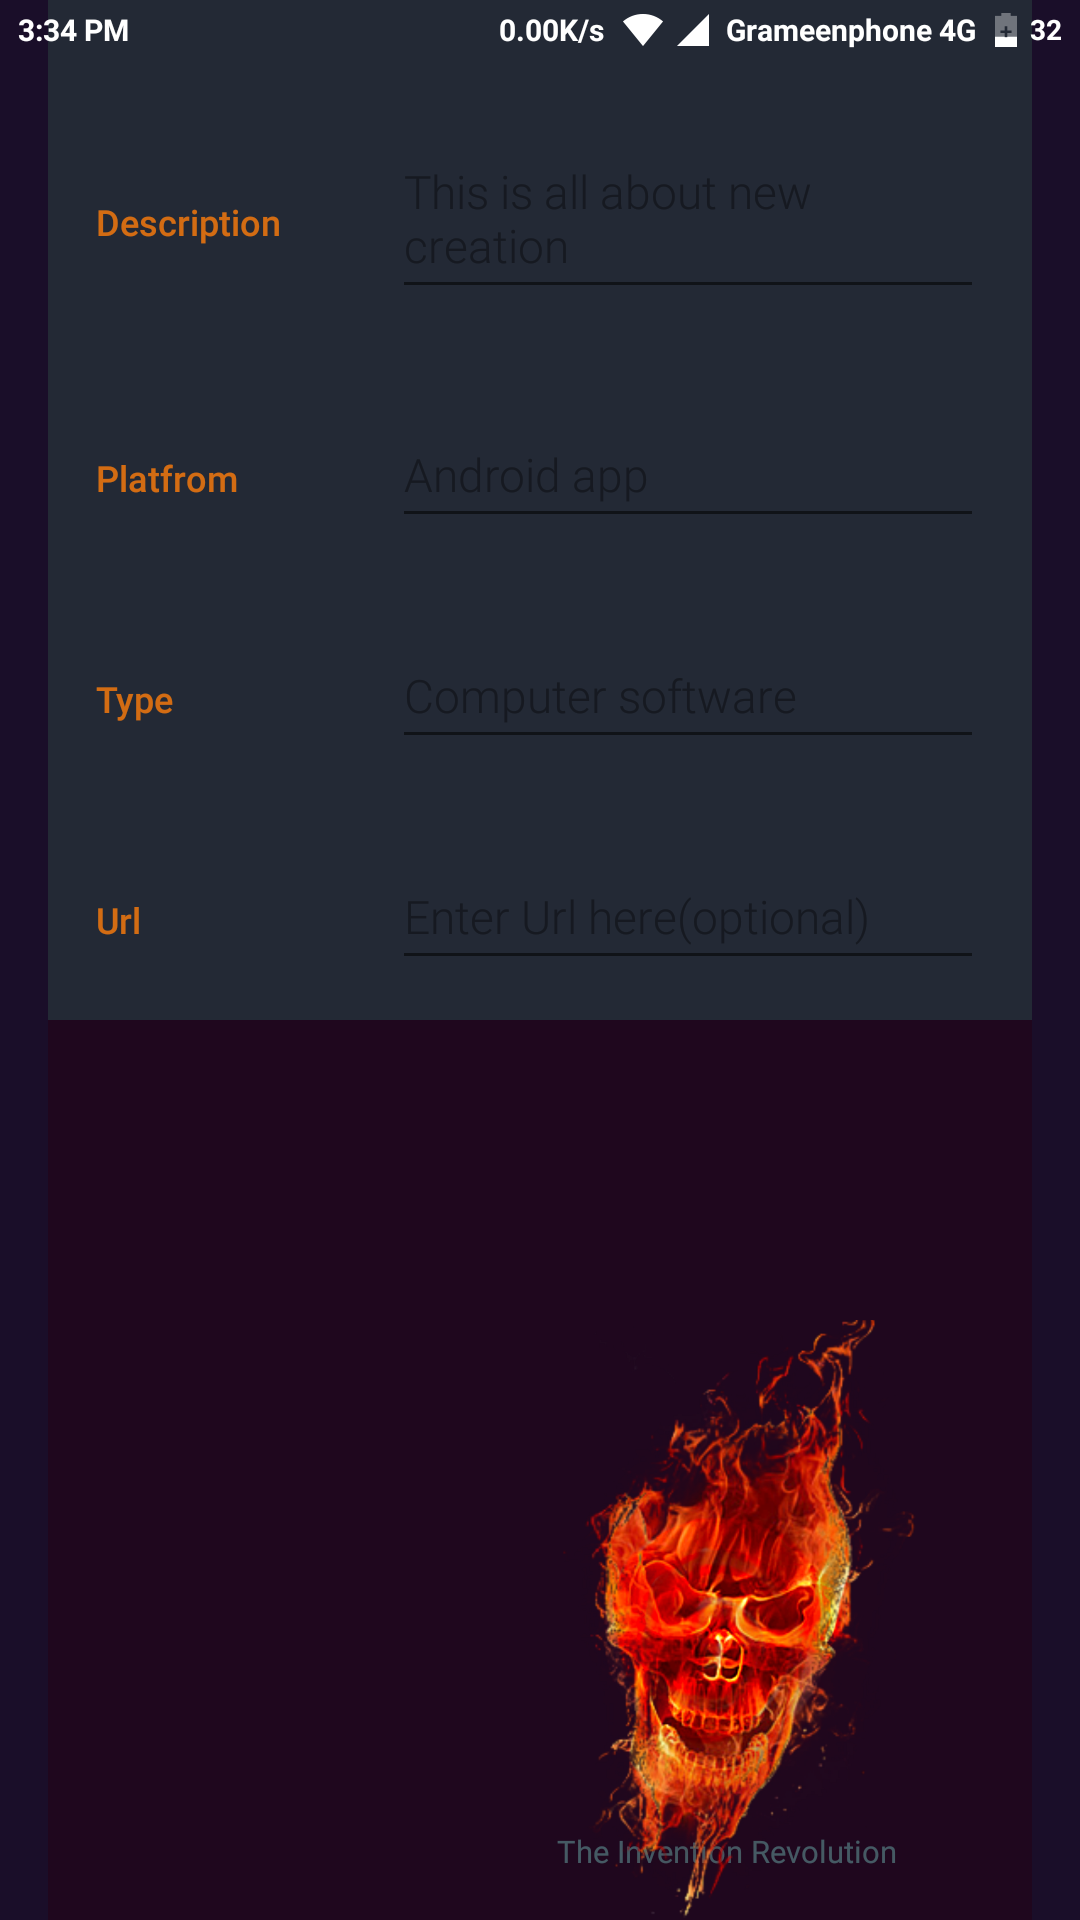 3:34 PM 0.00K/s Grameenphone 4G 32
Description
This is all about new
creation
Platfrom
Android app
Type
Computer software
Url
Enter Url here(optional)
The Invention Revolution